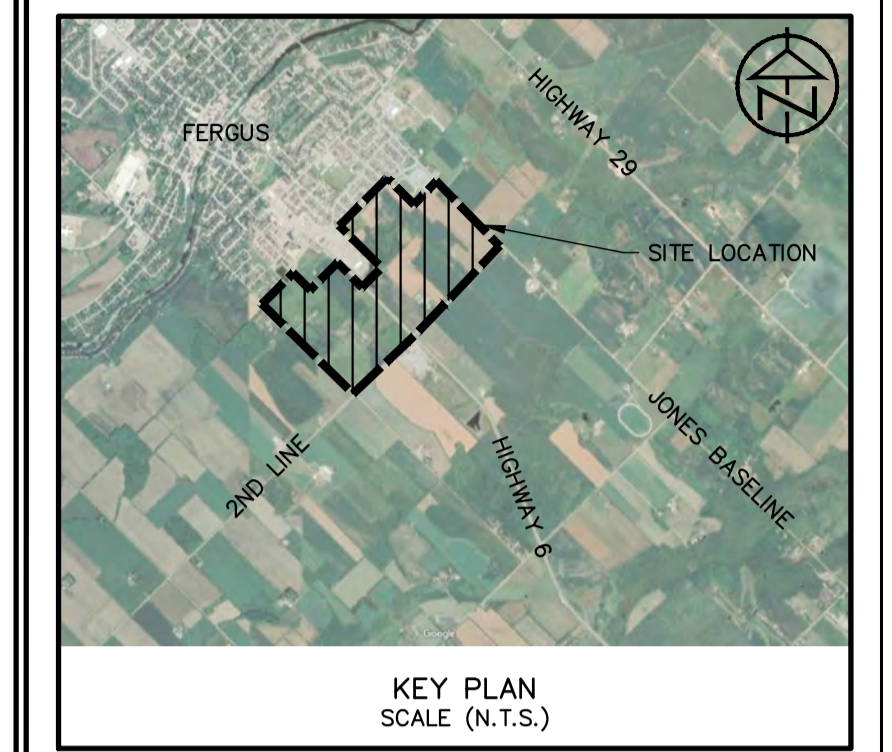 HIGHWAY 29
N
FERGUS
SITE LOCATION
JONES BASELINE
2ND LINE
HIGHWAY 6
Google
KEY PLAN
SCALE (N.T.S.)